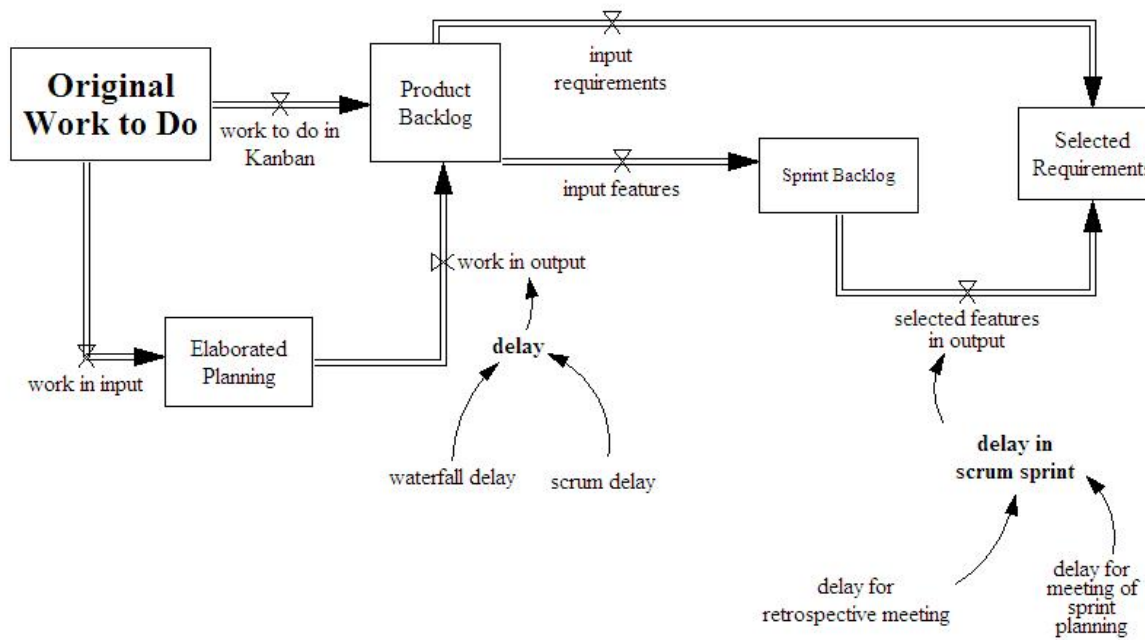 Original
Work to Do
work to do in
Kanban
Product
Backlog
input
requirements
Selected
Requirements
input features
Sprint Backlog
work in output
selected features
in output
delay
Elaborated
Planning
work in input
waterfall delay
scrum delay
delay in
scrum sprint
delay for
retrospective meeting
delay for
meeting of
sprint
planning